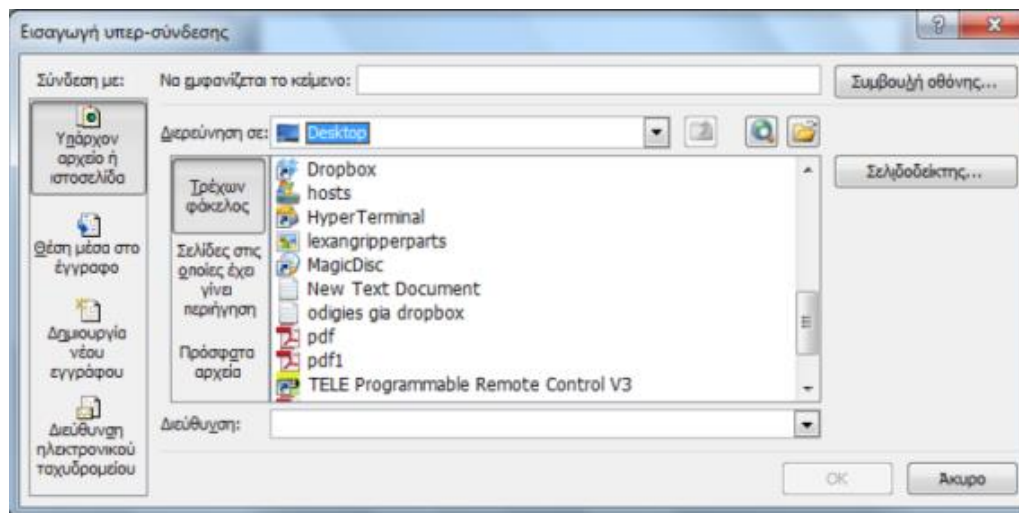 Εισαγωγή υπερ-σύνδεσης
Σύνδεση με:
Να εμφανίζεται το κείμενο:
Συμβουλή οθόνης...
Υπάρχον
αρχείο ή
ιστοσελίδα
Διερεύνηση σε:
Desktop
Τρέχων
φάκελος
Dropbox
hosts
HyperTerminal
lexangripperparts
MagicDisc
New Text Document
odigies gia dropbox
pdf
pdf1
TELE Programmable Remote Control V3
Σελιδοδείκτης...
Θέση μέσα στο
έγγραφο
Σελίδες στις
οποίες έχει
γίνει
περιήγηση
Δημιουργία
νέου
εγγράφου
Πρόσφατα
αρχεία
Διεύθυνση
ηλεκτρονικού
ταχυδρομείου
Διεύθυνση:
OK
Άκυρο